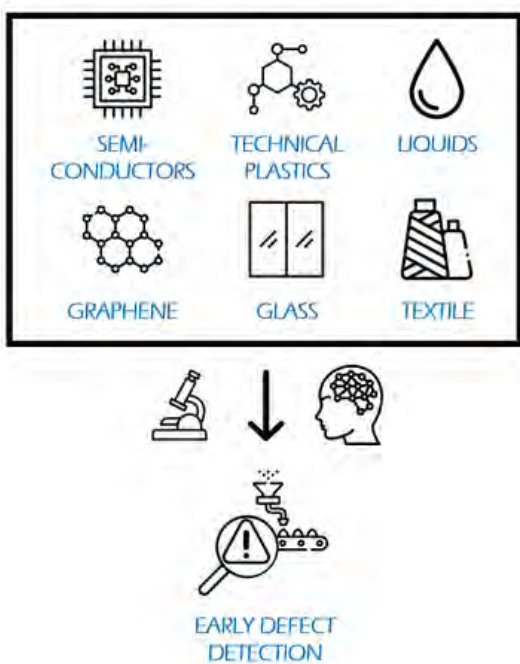 SEMI-
CONDUCTORS
TECHNICAL
PLASTICS
LIQUIDS
GRAPHENE
GLASS
TEXTILE
EARLY DEFECT
DETECTION